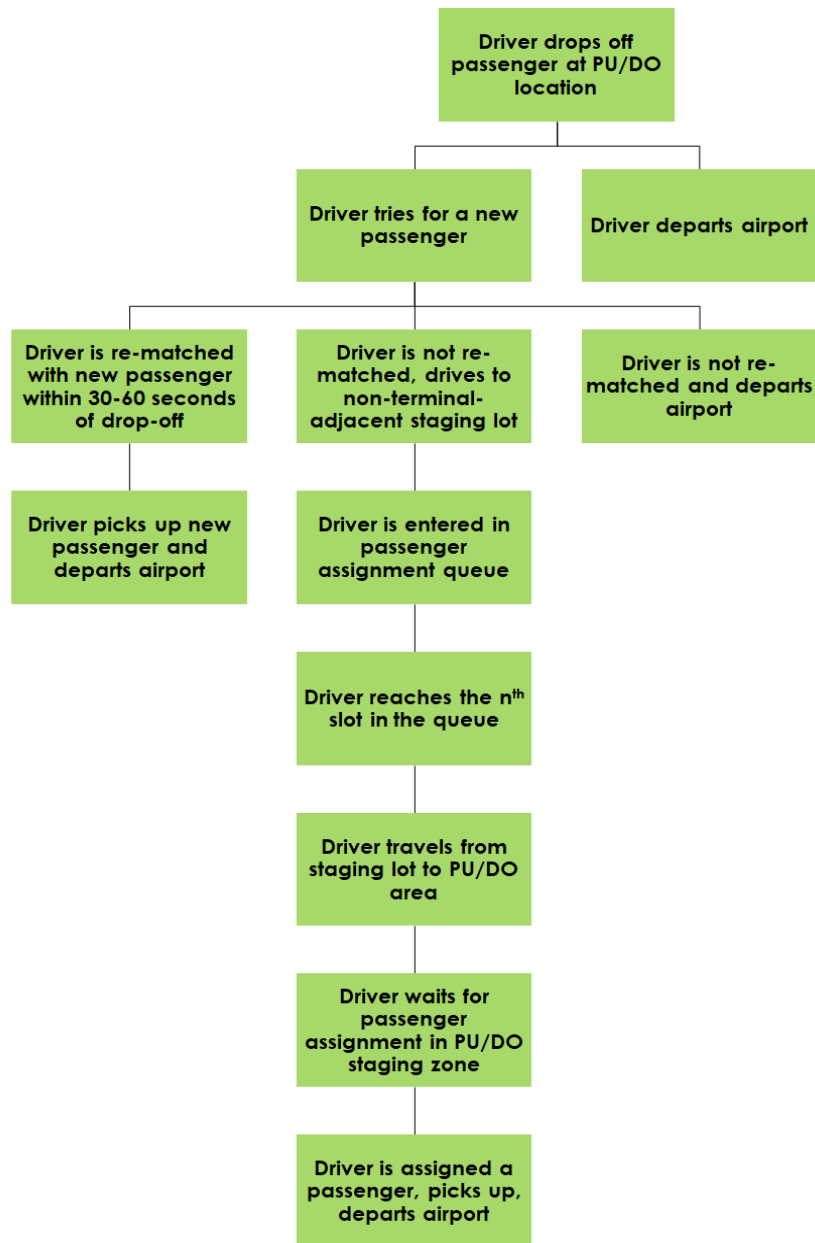 Driver drops off
passenger at PU/DO
location
Driver tries for a new
passenger
Driver departs airport
Driver is re-matched
with new passenger
within 30-60 seconds
of drop-off
Driver is not re-
matched, drives to
non-terminal-
adjacent staging lot
Driver is not re-
matched and departs
airport
Driver picks up new
passenger and
departs airport
Driver is entered in
passenger
assignment queue
Driver reaches the nth
slot in the queue
Driver travels from
staging lot to PU/DO
area
Driver waits for
passenger
assignment in PU/DO
staging zone
Driver is assigned a
passenger, picks up,
departs airport